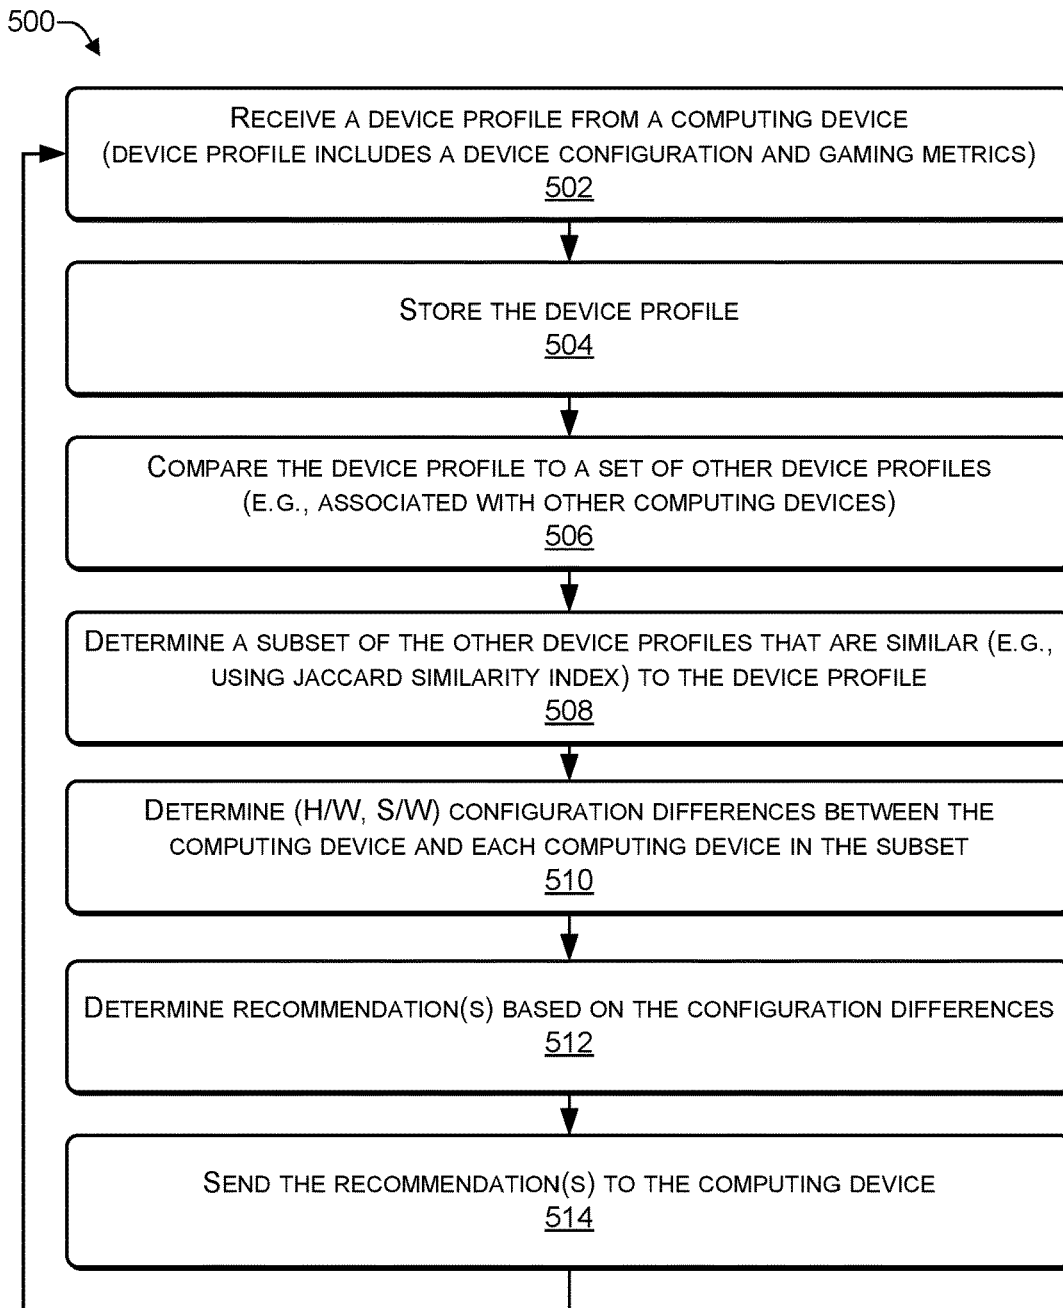 500
RECEIVE A DEVICE PROFILE FROM A COMPUTING DEVICE
(DEVICE PROFILE INCLUDES A DEVICE CONFIGURATION AND GAMING METRICS)
502
STORE THE DEVICE PROFILE
504
COMPARE THE DEVICE PROFILE TO A SET OF OTHER DEVICE PROFILES
(E.G., ASSOCIATED WITH OTHER COMPUTING DEVICES)
506
DETERMINE A SUBSET OF THE OTHER DEVICE PROFILES THAT ARE SIMILAR (E.G.,
USING JACCARD SIMILARITY INDEX) TO THE DEVICE PROFILE
508
DETERMINE (H/W, S/W) CONFIGURATION DIFFERENCES BETWEEN THE
COMPUTING DEVICE AND EACH COMPUTING DEVICE IN THE SUBSET
510
DETERMINE RECOMMENDATION(S) BASED ON THE CONFIGURATION DIFFERENCES
512
SEND THE RECOMMENDATION(S) TO THE COMPUTING DEVICE
514